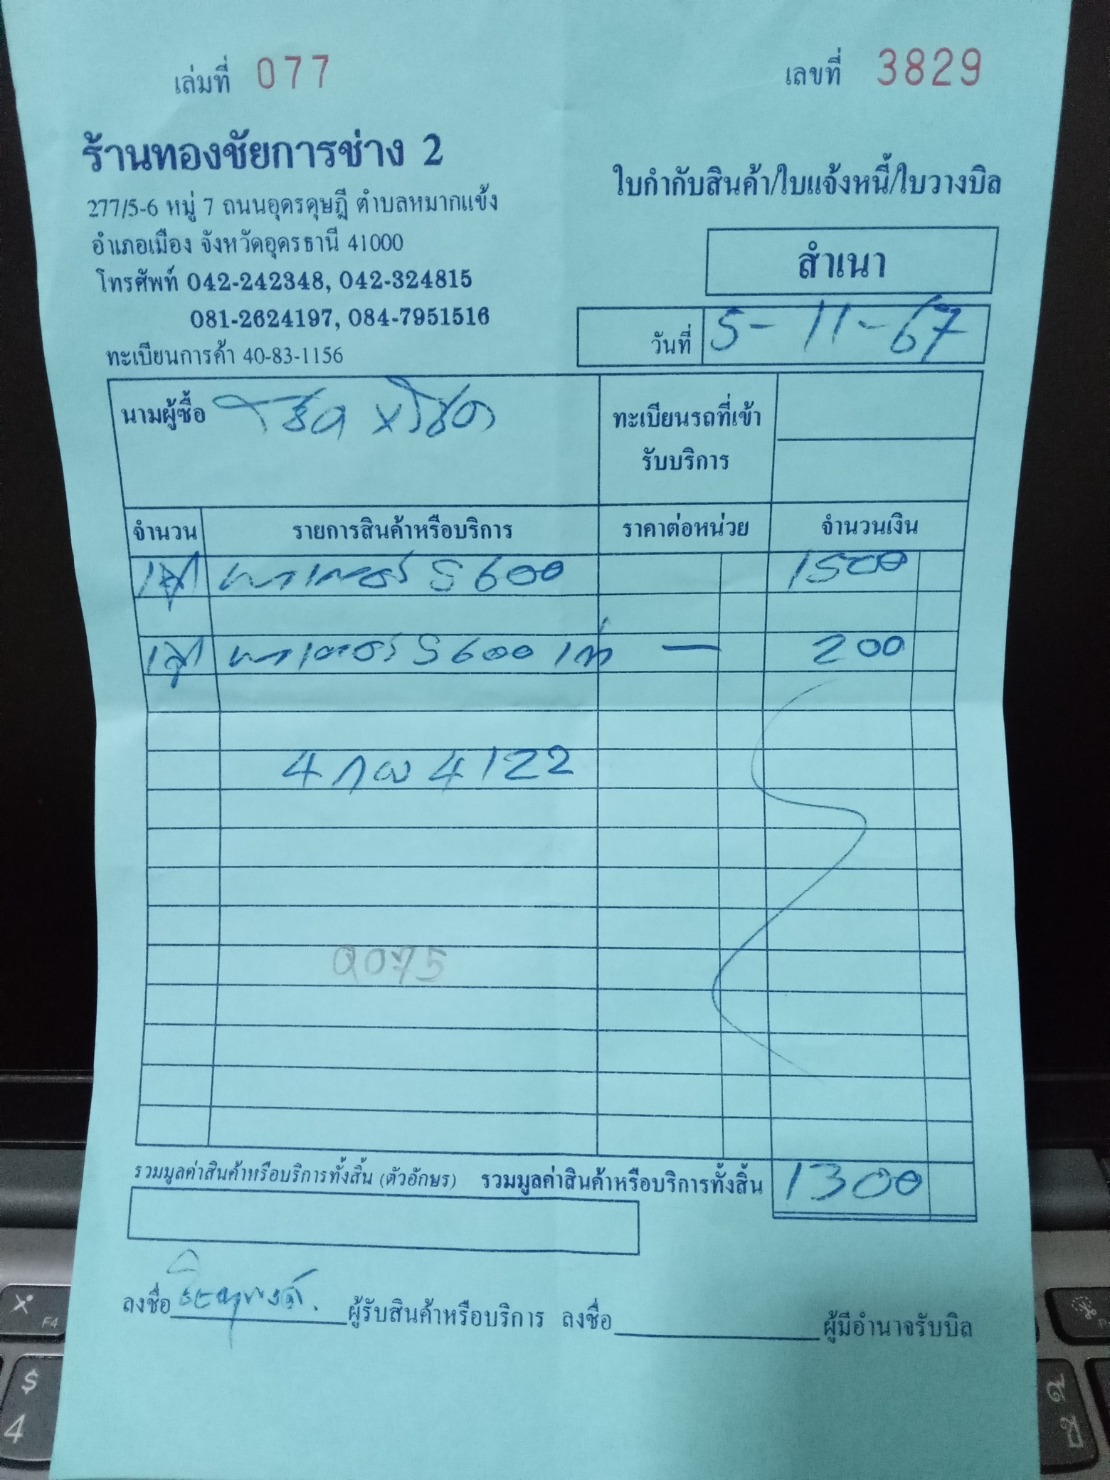 เล่มที่ 077
เลขที่ 3829
ร้านทองชัยการช่าง 2
277/5-6 หมู่ 7 ถนนอุดรดุษฎี ตำบลหมากแข้ง
อำเภอเมือง จังหวัดอุดรธานี 41000
โทรศัพท์ 042-242348, 042-324815
081-2624197, 084-7951516
ทะเบียนการค้า 40-83-1156
ใบกำกับสินค้า/ใบแจ้งหนี้/ใบวางบิล
สำเนา
วันที่ 5-11-67
นามผู้ซื้อ
ทะเบียนรถที่เข้า
รับบริการ
จำนวน รายการสินค้าหรือบริการ ราคาต่อหน่วย จำนวนเงิน
S600 1500
S600 เก่า — 200
4 1 2 2
1300
รวมมูลค่าสินค้าหรือบริการทั้งสิ้น (ตัวอักษร) รวมมูลค่าสินค้าหรือบริการทั้งสิ้น
ลงชื่อ ผู้รับสินค้าหรือบริการ ลงชื่อ ผู้มีอำนาจรับบิล
F4
$
4